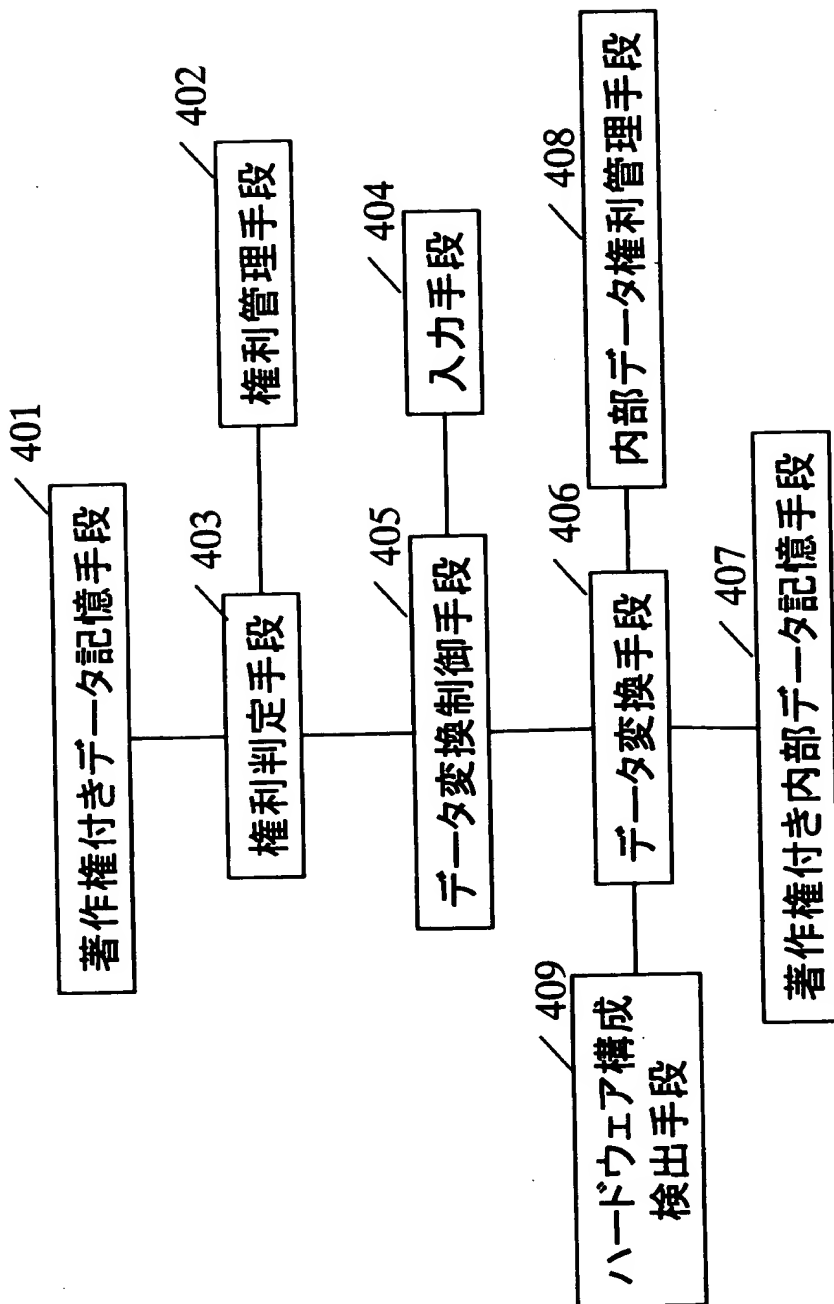 401
著作権付きデータ記憶手段
402
権利管理手段
403
権利判定手段
404
入力手段
405
データ変換制御手段
406
データ変換手段
408
内部データ権利管理手段
409
ハードウェア構成
検出手段
407
著作権付き内部データ記憶手段